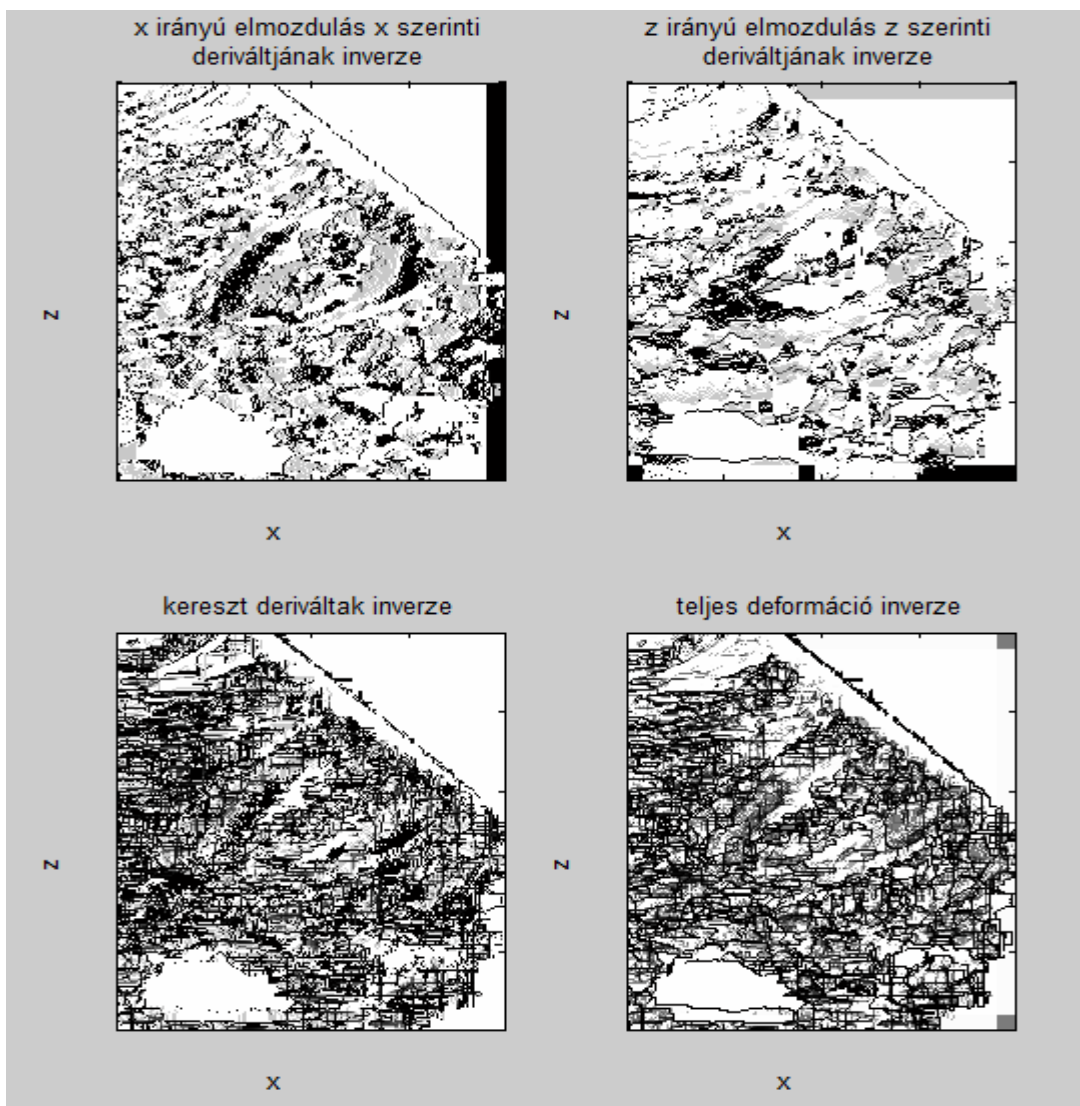 x irányú elmozdulás x szerinti
deriváltjának inverze
z irányú elmozdulás z szerinti
deriváltjának inverze
z
z
x
x
kereszt deriváltak inverze
teljes deformáció inverze
z
z
x
x